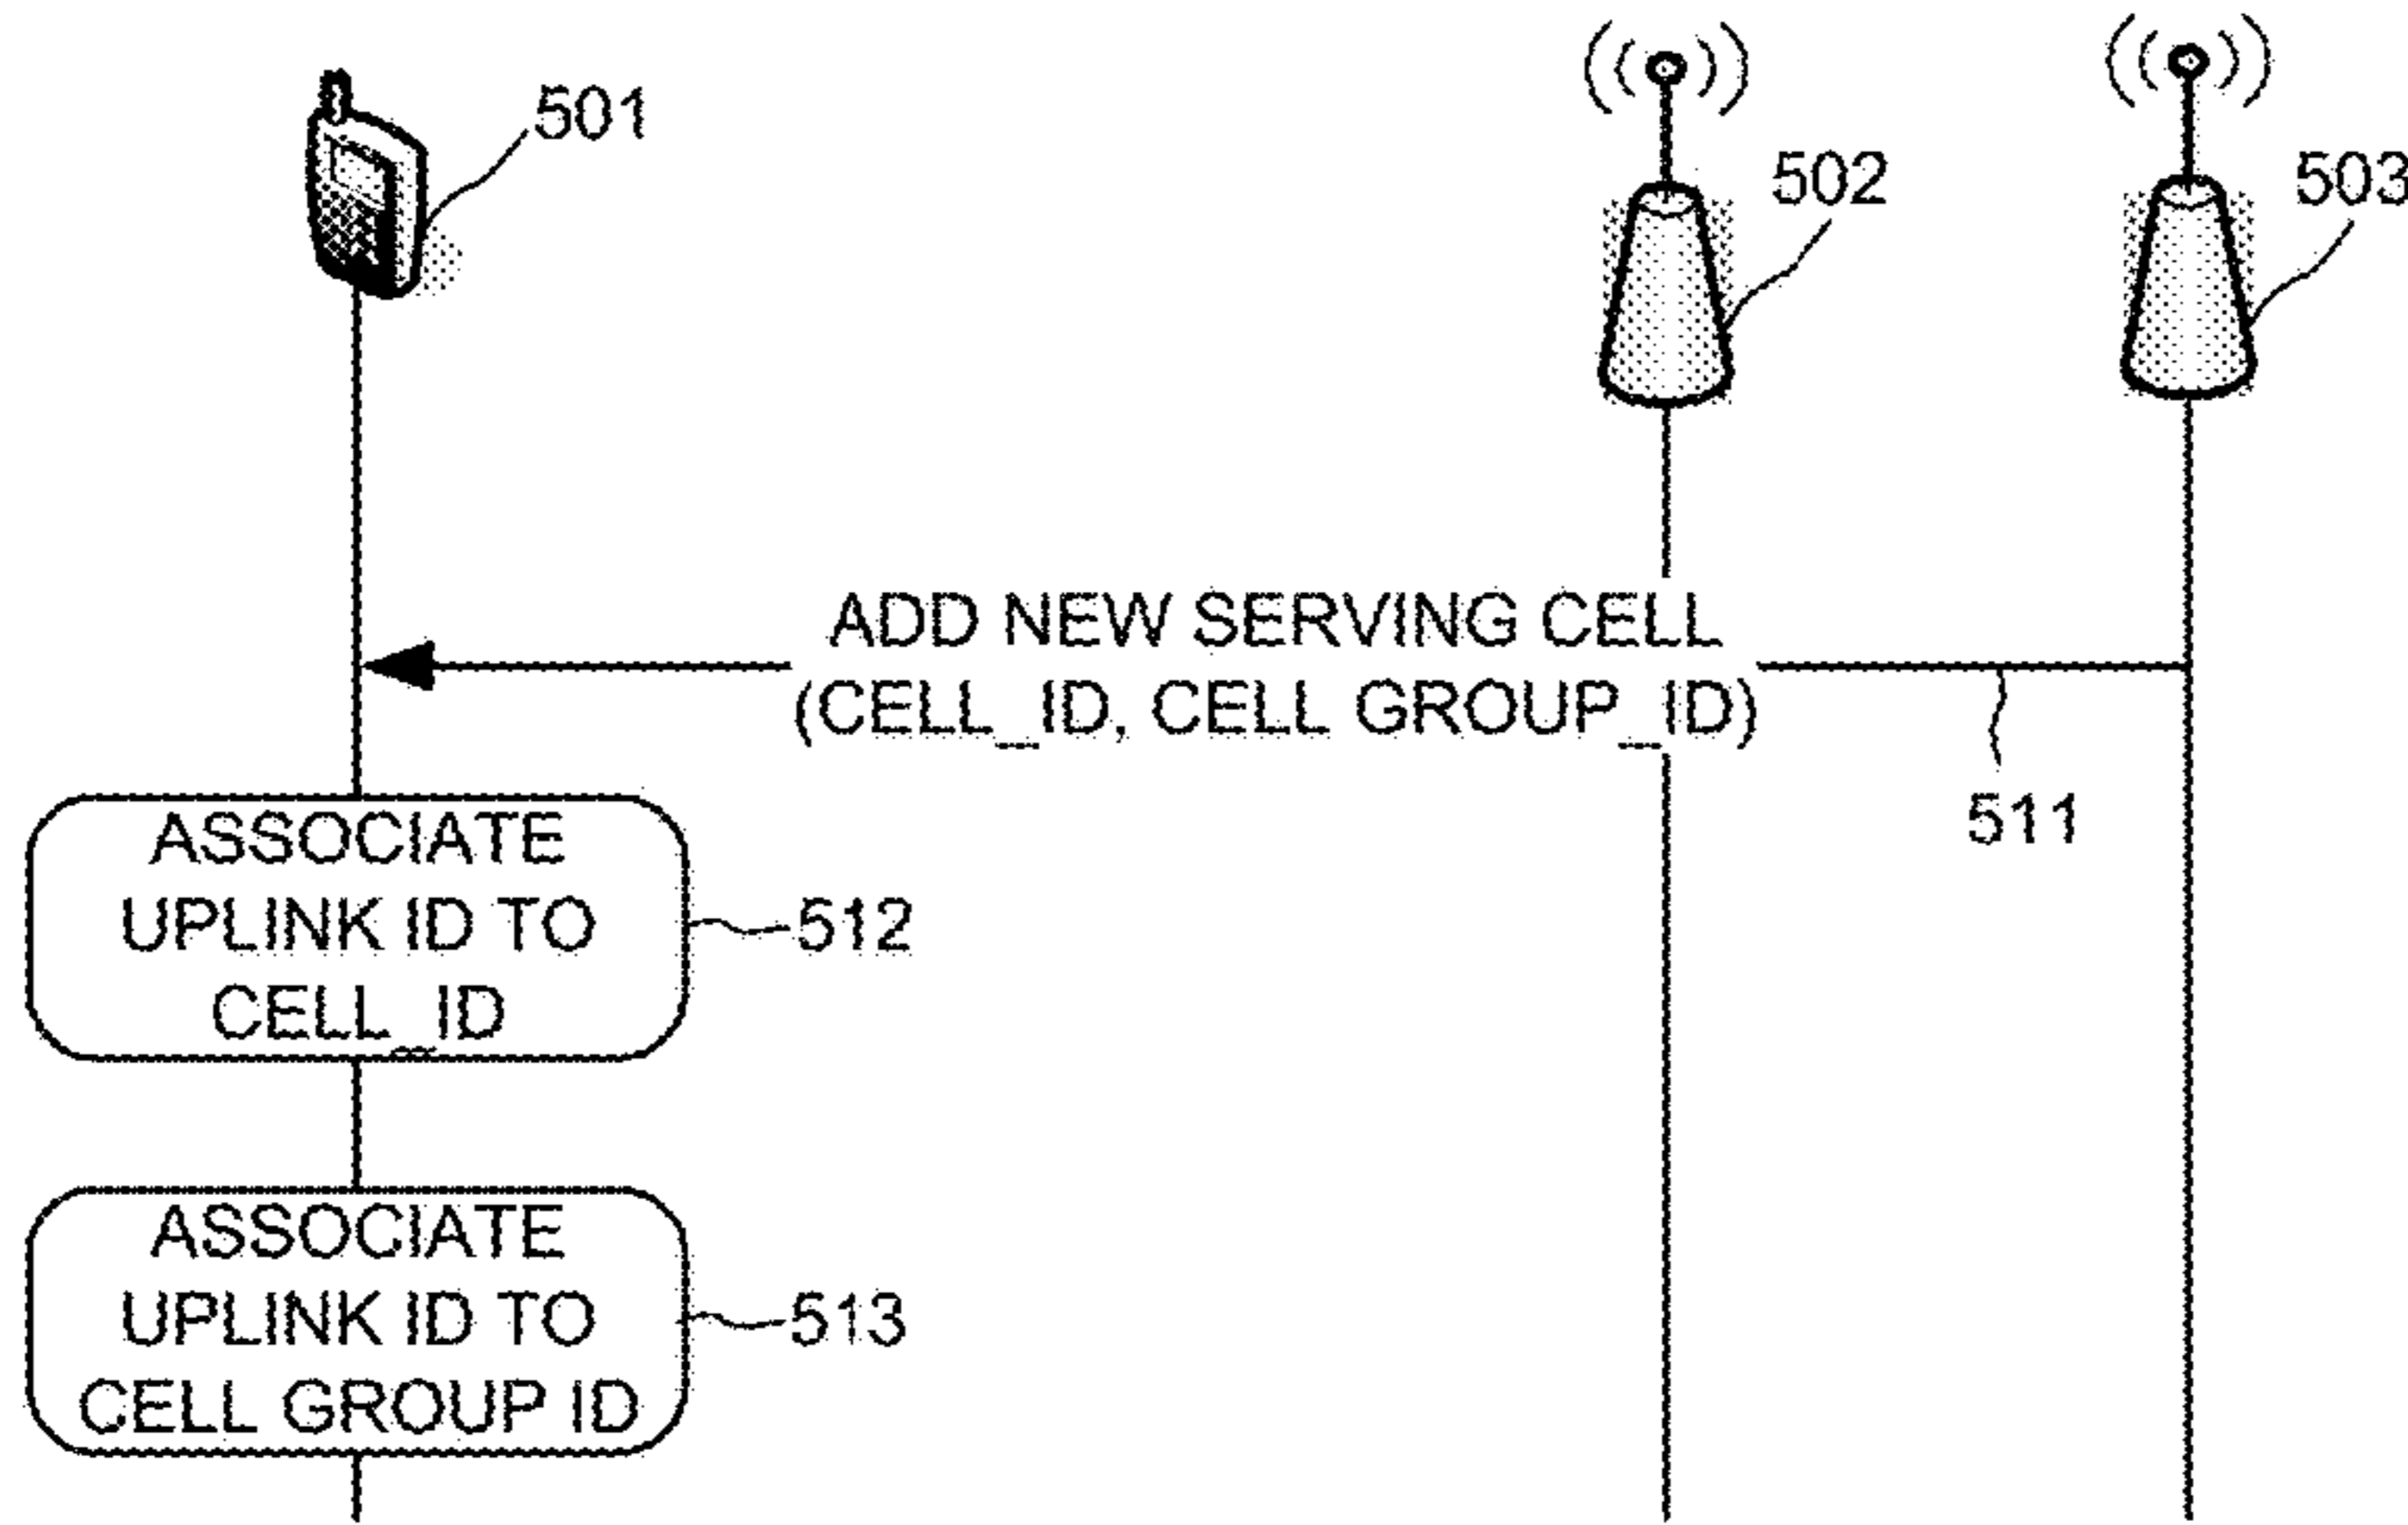 501
502
503
ADD NEW SERVING CELL
(CELL_ID, CELL GROUP_ID)
511
ASSOCIATE
UPLINK ID TO
CELL_ID
512
ASSOCIATE
UPLINK ID TO
CELL GROUP ID
513